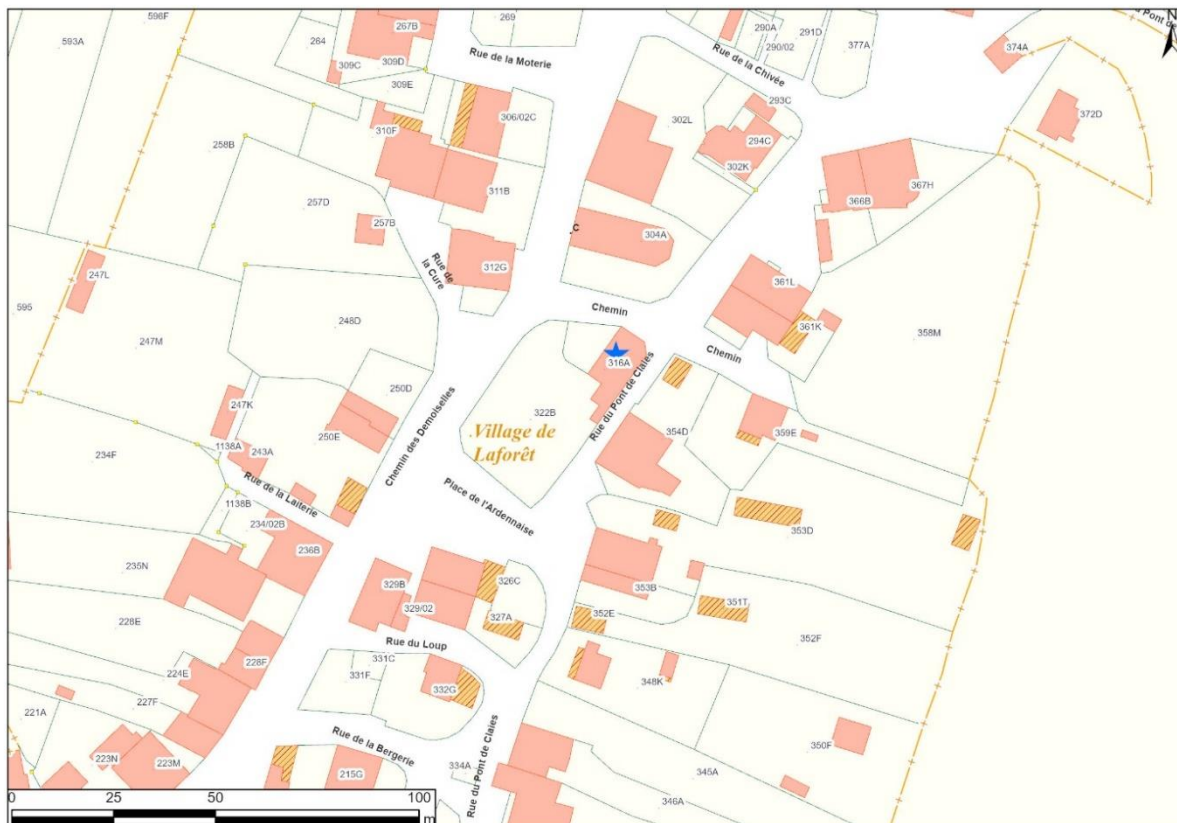 596F
269
290A
291D
u Pont de
N
593A
284
267B
Rue de la Moterie
Rue de la Chivée
290/02
377A
374A
309C
309D
309E
293C
372D
310F
306/02C
302L
294C
258B
302K
367H
311B
366B
257D
257B
304A
C
312G
Rue de
la Cure
247L
361L
595
Chemin
248D
361K
358M
247M
Chemin
316A
250D
Rue du Pont de Claies
322B
247K
Village de
Laforêt
354D
359E
250E
Chemin des Demoiselles
1138A
243A
234F
Rue de la Laiterie
Place de l'Ardennaise
1138B
234/02B
353D
236B
235N
329B
326C
353B
329/02
327A
352E
351T
228E
Rue du Loup
352F
331C
228F
331F
224E
332G
348K
227F
221A
Rue de la Bergerie
Rue du Pont de Claies
350F
223N
223M
215G
334A
345A
346A
0 25 50 100
m